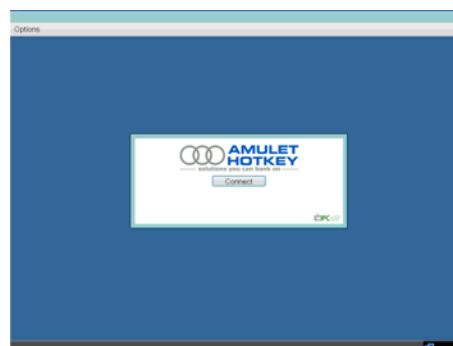 Options
AMULET
HOTKEY
solutions you can bank on
Connect